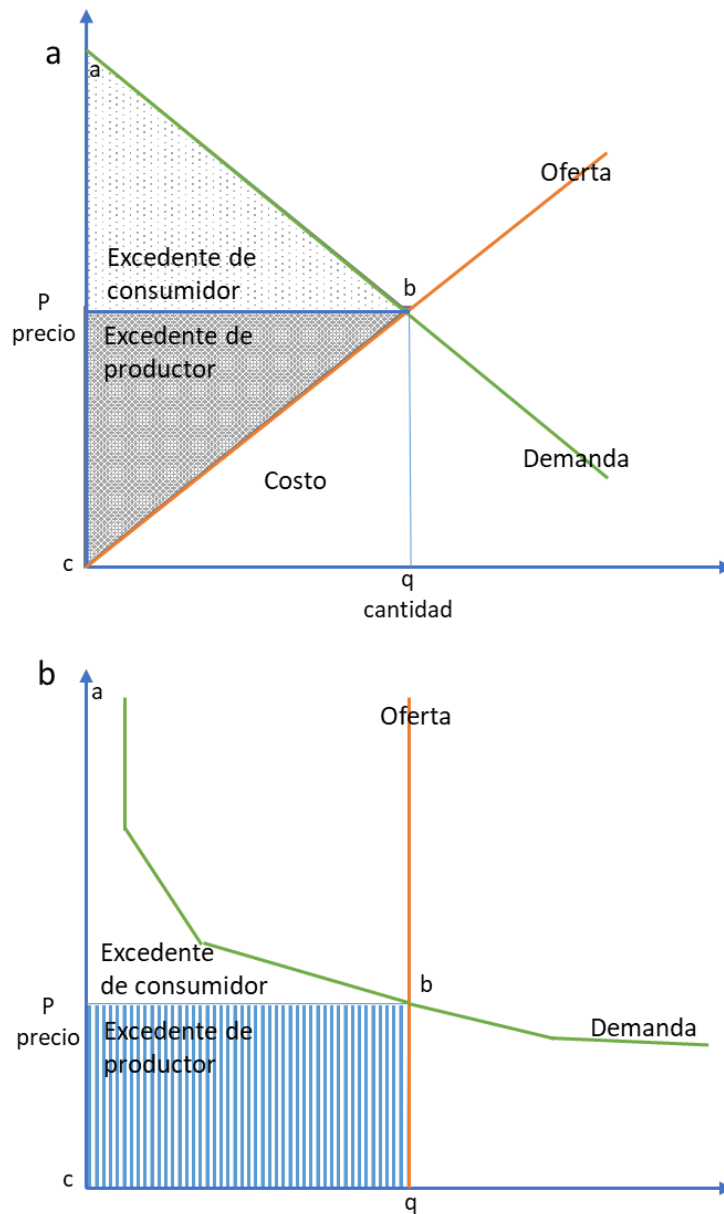 a
a
Oferta
Excedente de
consumidor
b
P
precio
Excedente de
productor
Demanda
Costo
c
q
cantidad
b
a
Oferta
Excedente
de consumidor
b
P
precio
Excedente de
productor
Demanda
c
q